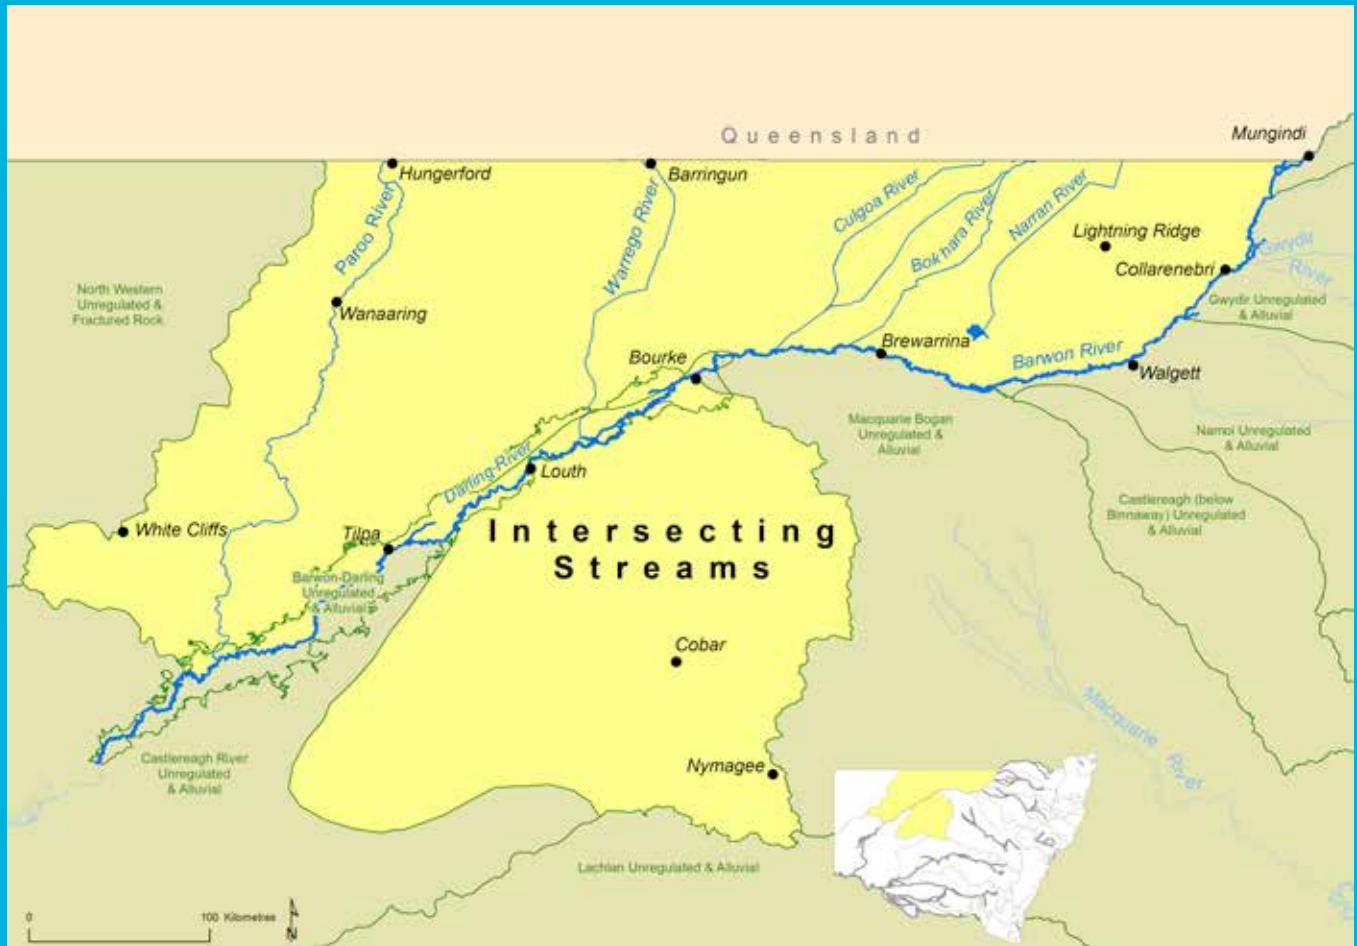 Queensland
Mungindi
Hungerford
Barringun
Paroo River
Warrego River
Culgoa River
Bokhara River
Narran River
Lightning Ridge
Collarenebri
Gwydir
River
North Western
Unregulated &
Fractured Rock
Wanaaring
Gwydir Unregulated
& Alluvial
Bourke
Brewarrina
Barwon River
Walgett
Macquarie Bogan
Unregulated &
Alluvial
Namoi Unregulated
& Alluvial
Darling River
Louth
Castlereagh (below
Binnaway) Unregulated
& Alluvial
White Cliffs
Tilpa
Intersecting
Streams
Barwon-Darling
Unregulated
& Alluvial
Cobar
Macquarie River
Castlereagh River
Unregulated
& Alluvial
Nymagee
Lachlan Unregulated & Alluvial
0 100 Kilometres
N